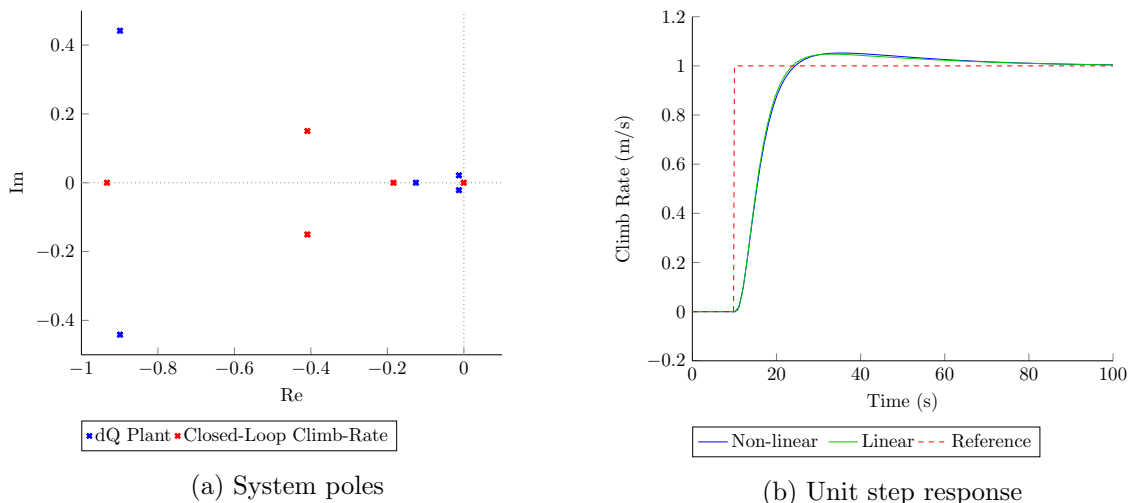 0.4
0.2
0
−0.2
−0.4
Im
−1
−0.8
−0.6
−0.4
−0.2
0
Re
dQ Plant
Closed-Loop Climb-Rate
(a) System poles
1.2
1
0.8
0.6
0.4
0.2
0
−0.2
Climb Rate (m/s)
0
20
40
60
80
100
Time (s)
Non-linear
Linear
Reference
(b) Unit step response